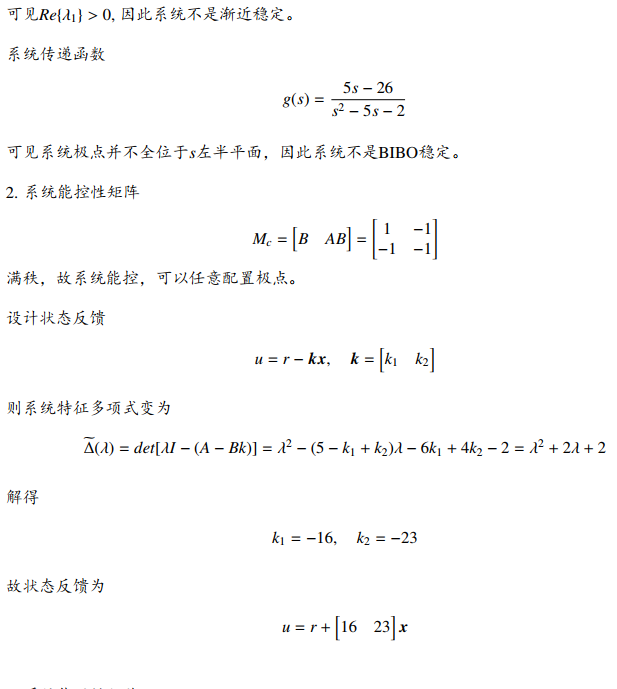 可见Re{λ₁} > 0, 因此系统不是渐近稳定。
系统传递函数
g(s) = (5s − 26)/(s² − 5s − 2)
可见系统极点并不全位于s左半平面，因此系统不是BIBO稳定。
2. 系统能控性矩阵
M_c = [B AB] = [1 −1; −1 −1]
满秩，故系统能控，可以任意配置极点。
设计状态反馈
u = r − kx, k = [k₁ k₂]
则系统特征多项式变为
Δ̃(λ) = det[λI − (A − Bk)] = λ² − (5 − k₁ + k₂)λ − 6k₁ + 4k₂ − 2 = λ² + 2λ + 2
解得
k₁ = −16, k₂ = −23
故状态反馈为
u = r + [16 23] x